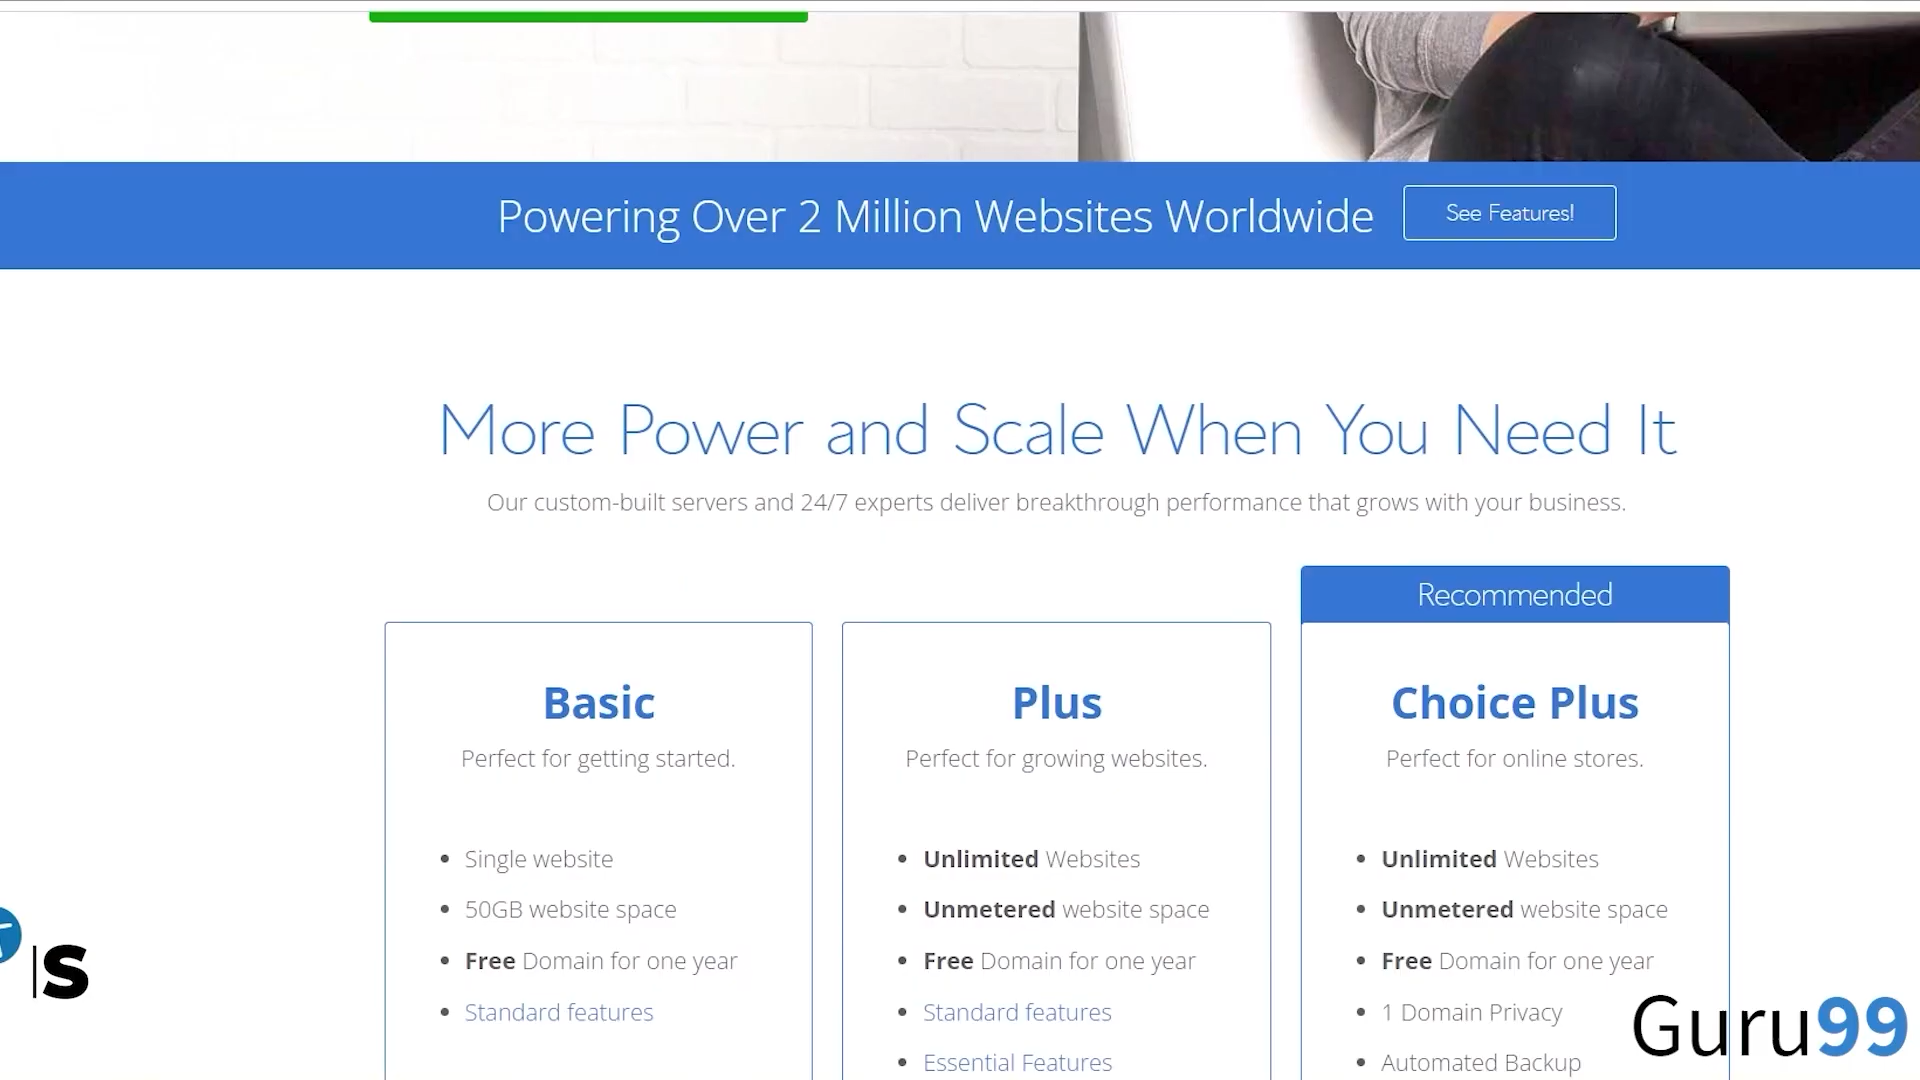 Powering Over 2 Million Websites Worldwide
See Features!
More Power and Scale When You Need It
Our custom-built servers and 24/7 experts deliver breakthrough performance that grows with your business.
Recommended
Basic
Perfect for getting started.
Single website
50GB website space
Free Domain for one year
Standard features
Plus
Perfect for growing websites.
Unlimited Websites
Unmetered website space
Free Domain for one year
Standard features
Essential Features
Choice Plus
Perfect for online stores.
Unlimited Websites
Unmetered website space
Free Domain for one year
1 Domain Privacy
Automated Backup
s
Guru99